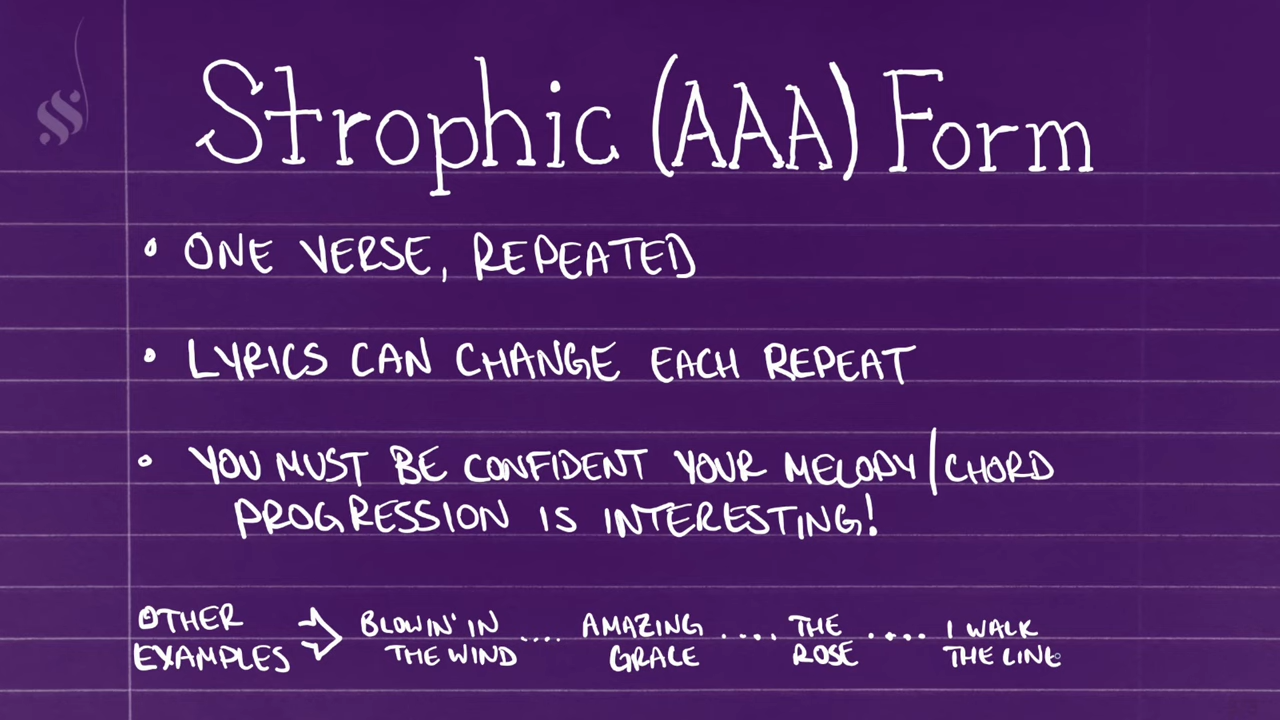 Strophic (AAA) Form
• ONE VERSE, REPEATED
• LYRICS CAN CHANGE EACH REPEAT
• YOU MUST BE CONFIDENT YOUR MELODY/CHORD
PROGRESSION IS INTERESTING!
OTHER EXAMPLES → BLOWIN' IN THE WIND .... AMAZING GRACE .... THE ROSE ..... I WALK THE LINE